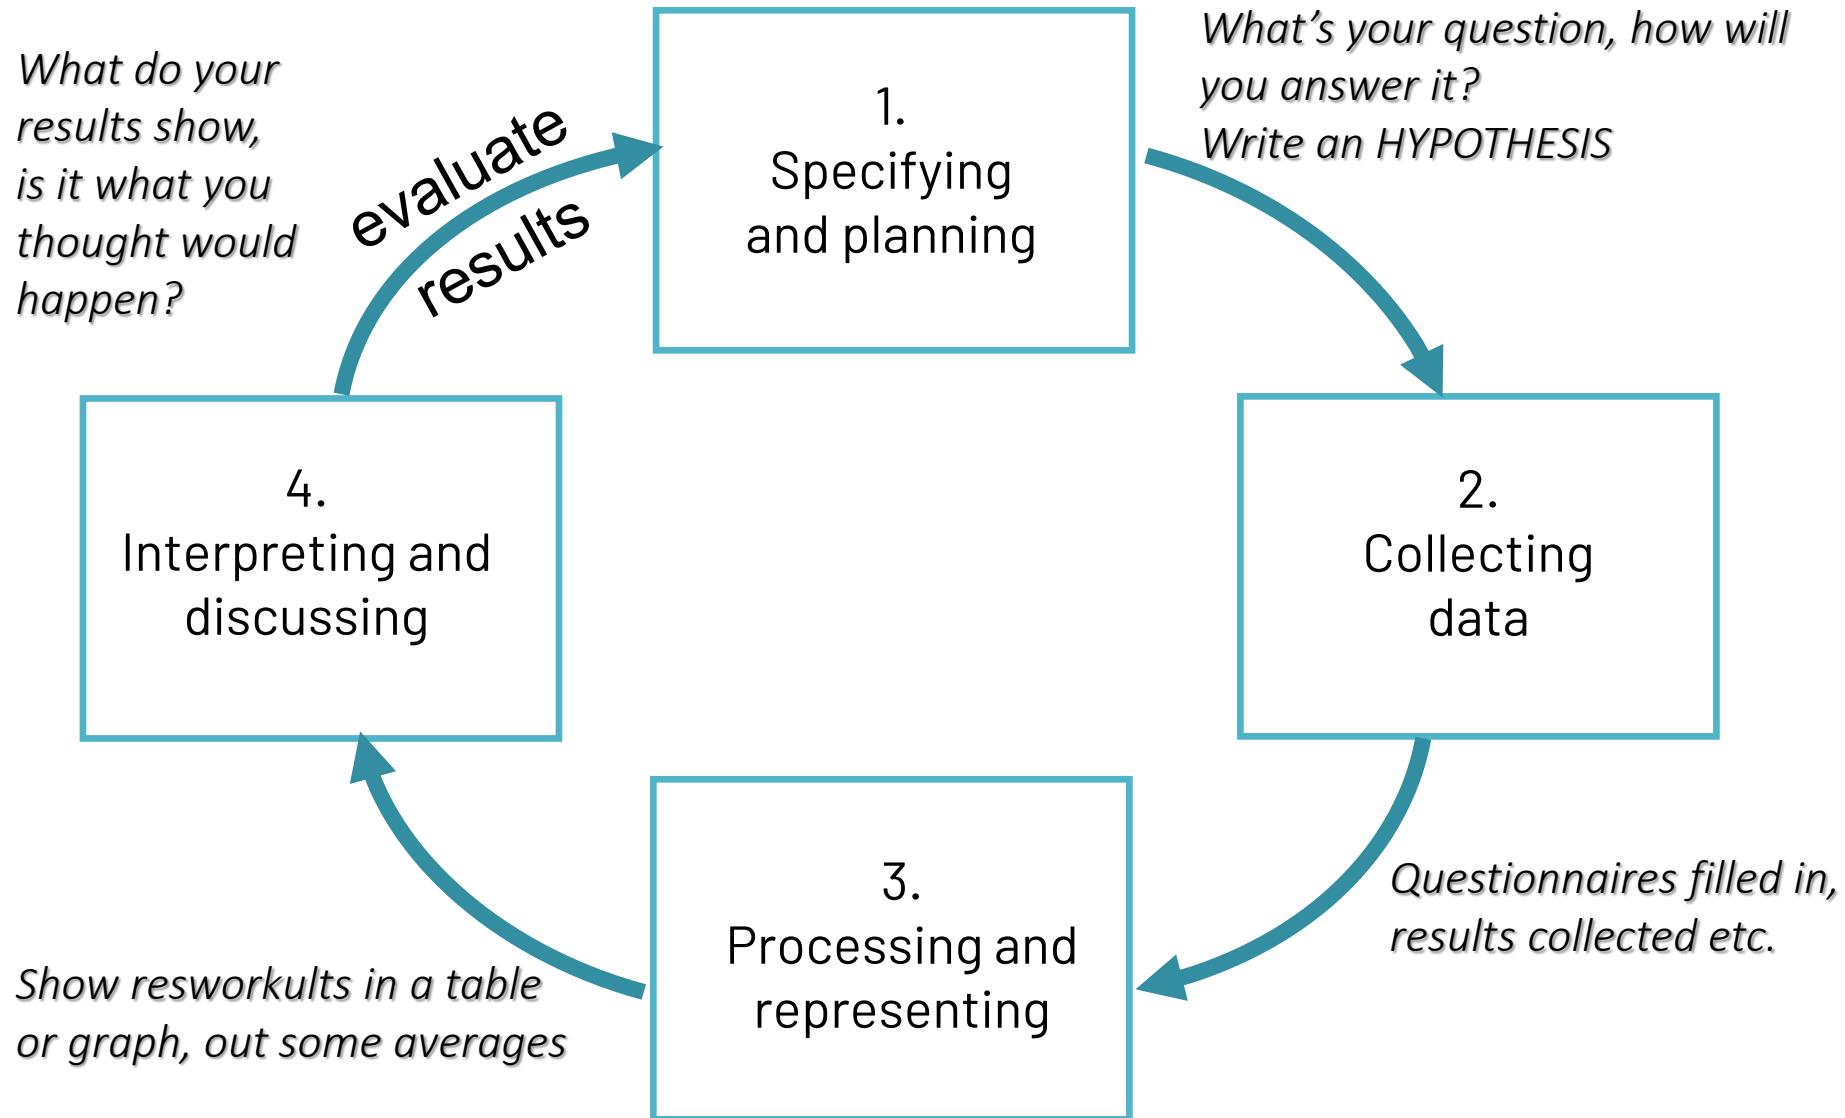 1.
Specifying
and planning
What's your question, how will
you answer it?
Write an HYPOTHESIS
2.
Collecting
data
Questionnaires filled in,
results collected etc.
3.
Processing and
representing
Show resworkults in a table
or graph, out some averages
4.
Interpreting and
discussing
What do your
results show,
is it what you
thought would
happen?
evaluate
results